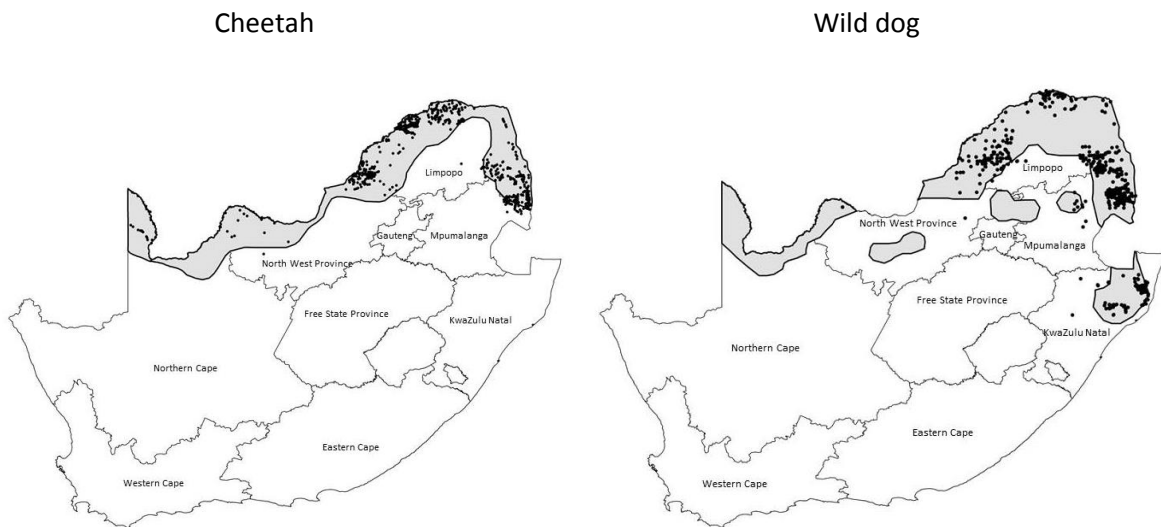 Cheetah
Limpopo
Gauteng
Mpumalanga
North West Province
Free State Province
KwaZulu Natal
Northern Cape
Eastern Cape
Western Cape
Wild dog
Limpopo
North West Province
Gauteng
Mpumalanga
Free State Province
KwaZulu Natal
Northern Cape
Eastern Cape
Western Cape